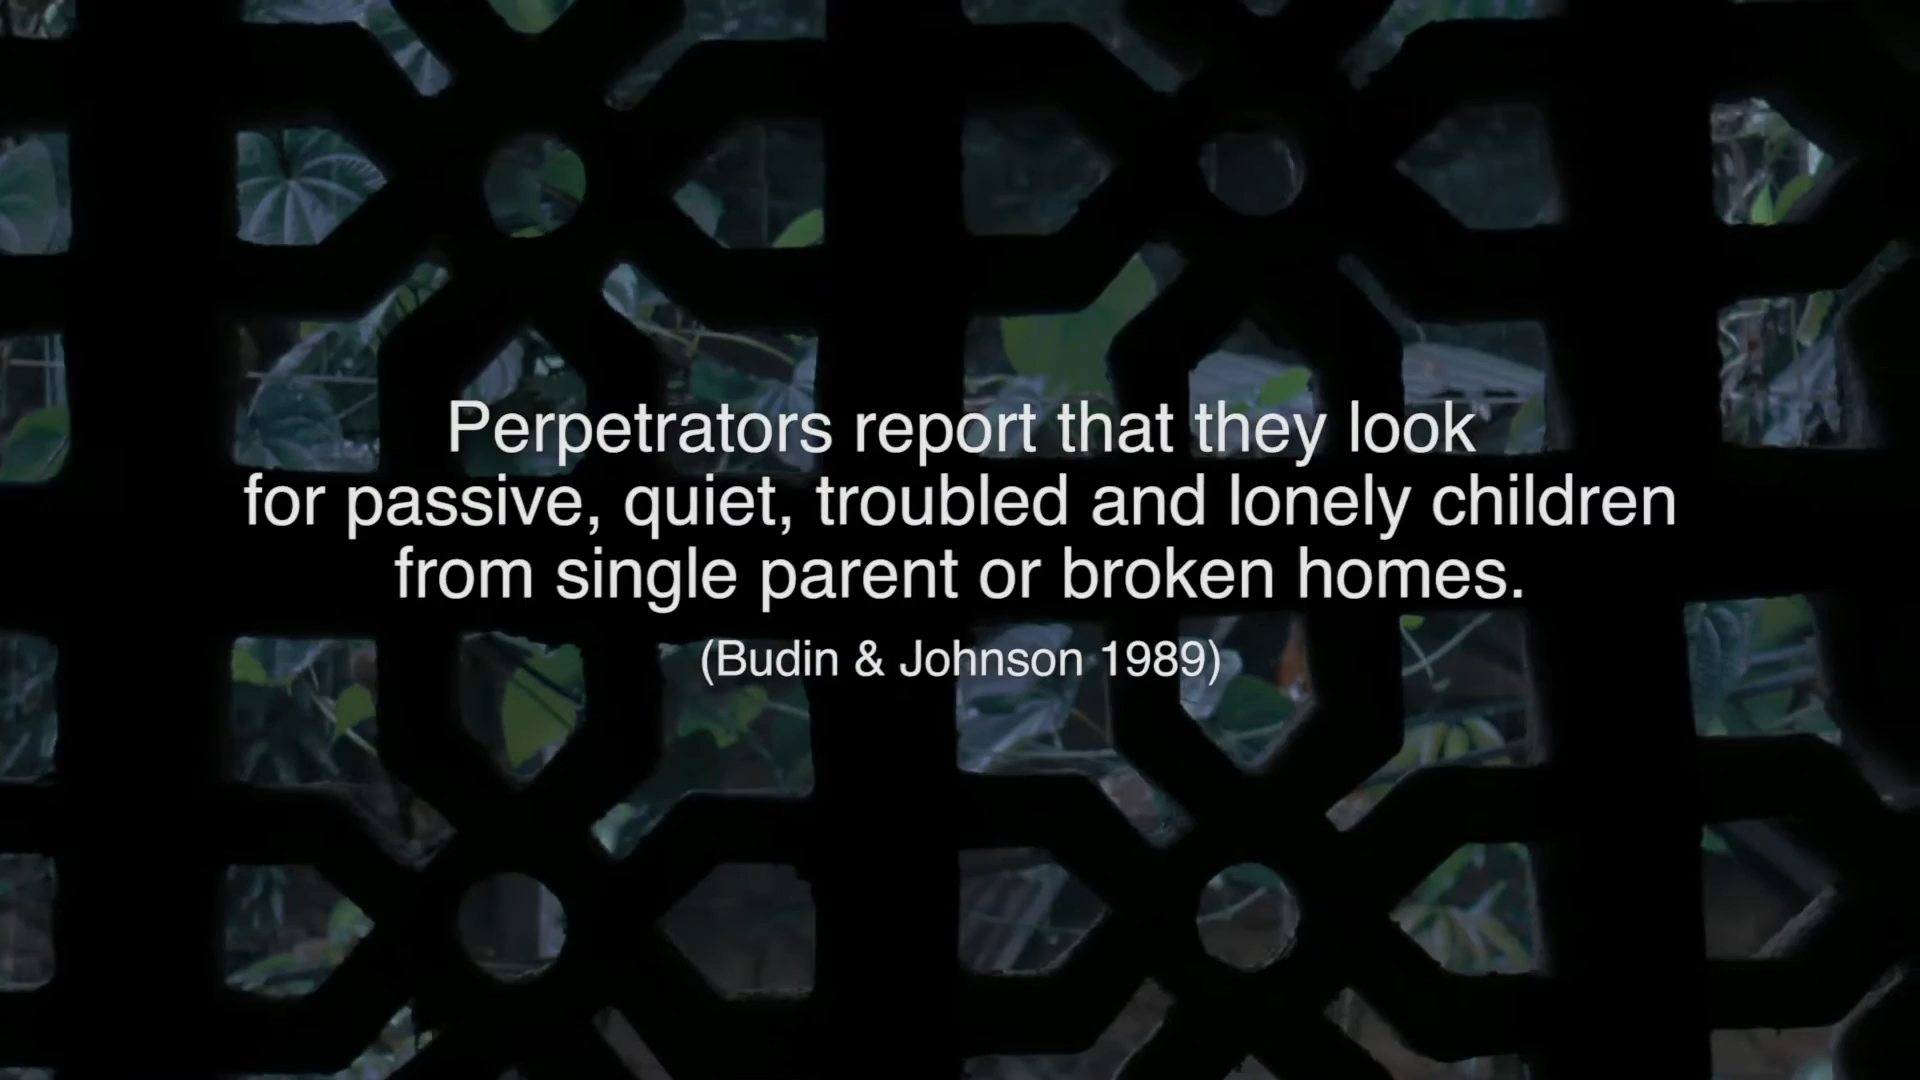 Perpetrators report that they look
for passive, quiet, troubled and lonely children
from single parent or broken homes.
(Budin & Johnson 1989)